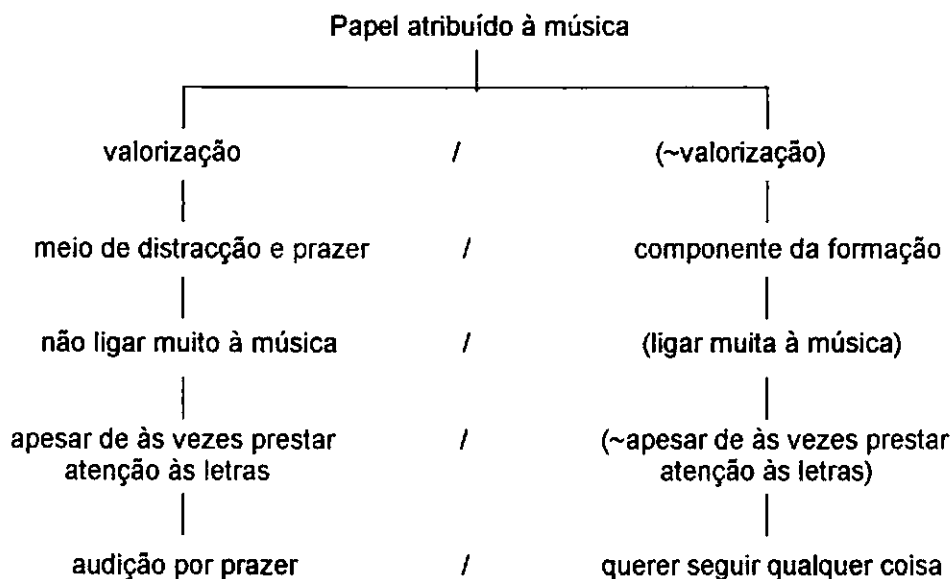 Papel atribuído à música
valorização / (~valorização)
meio de distracção e prazer / componente da formação
não ligar muito à música / (ligar muita à música)
apesar de às vezes prestar / (~apesar de às vezes prestar
atenção às letras atenção às letras)
audição por prazer / querer seguir qualquer coisa